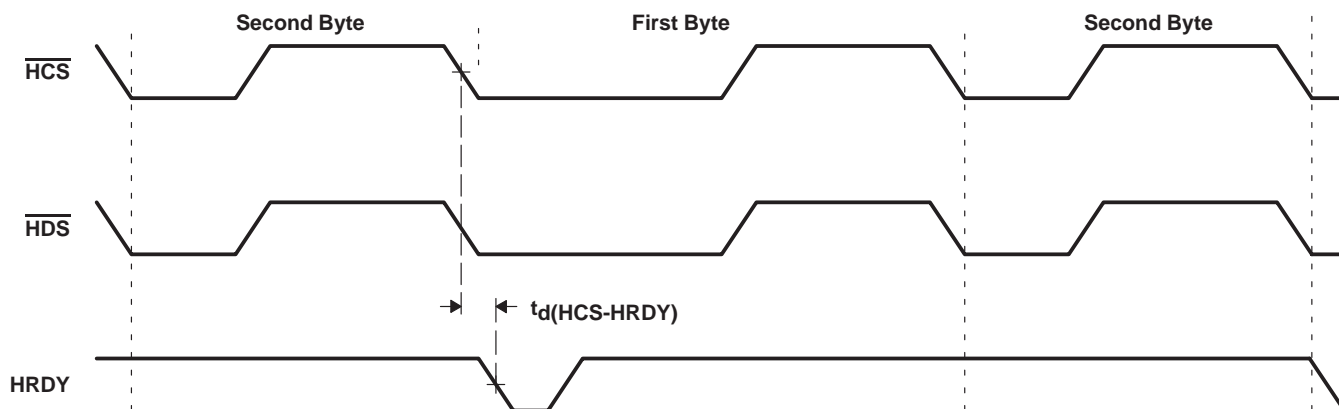 Second Byte First Byte Second Byte
HCS
HDS
td(HCS-HRDY)
HRDY